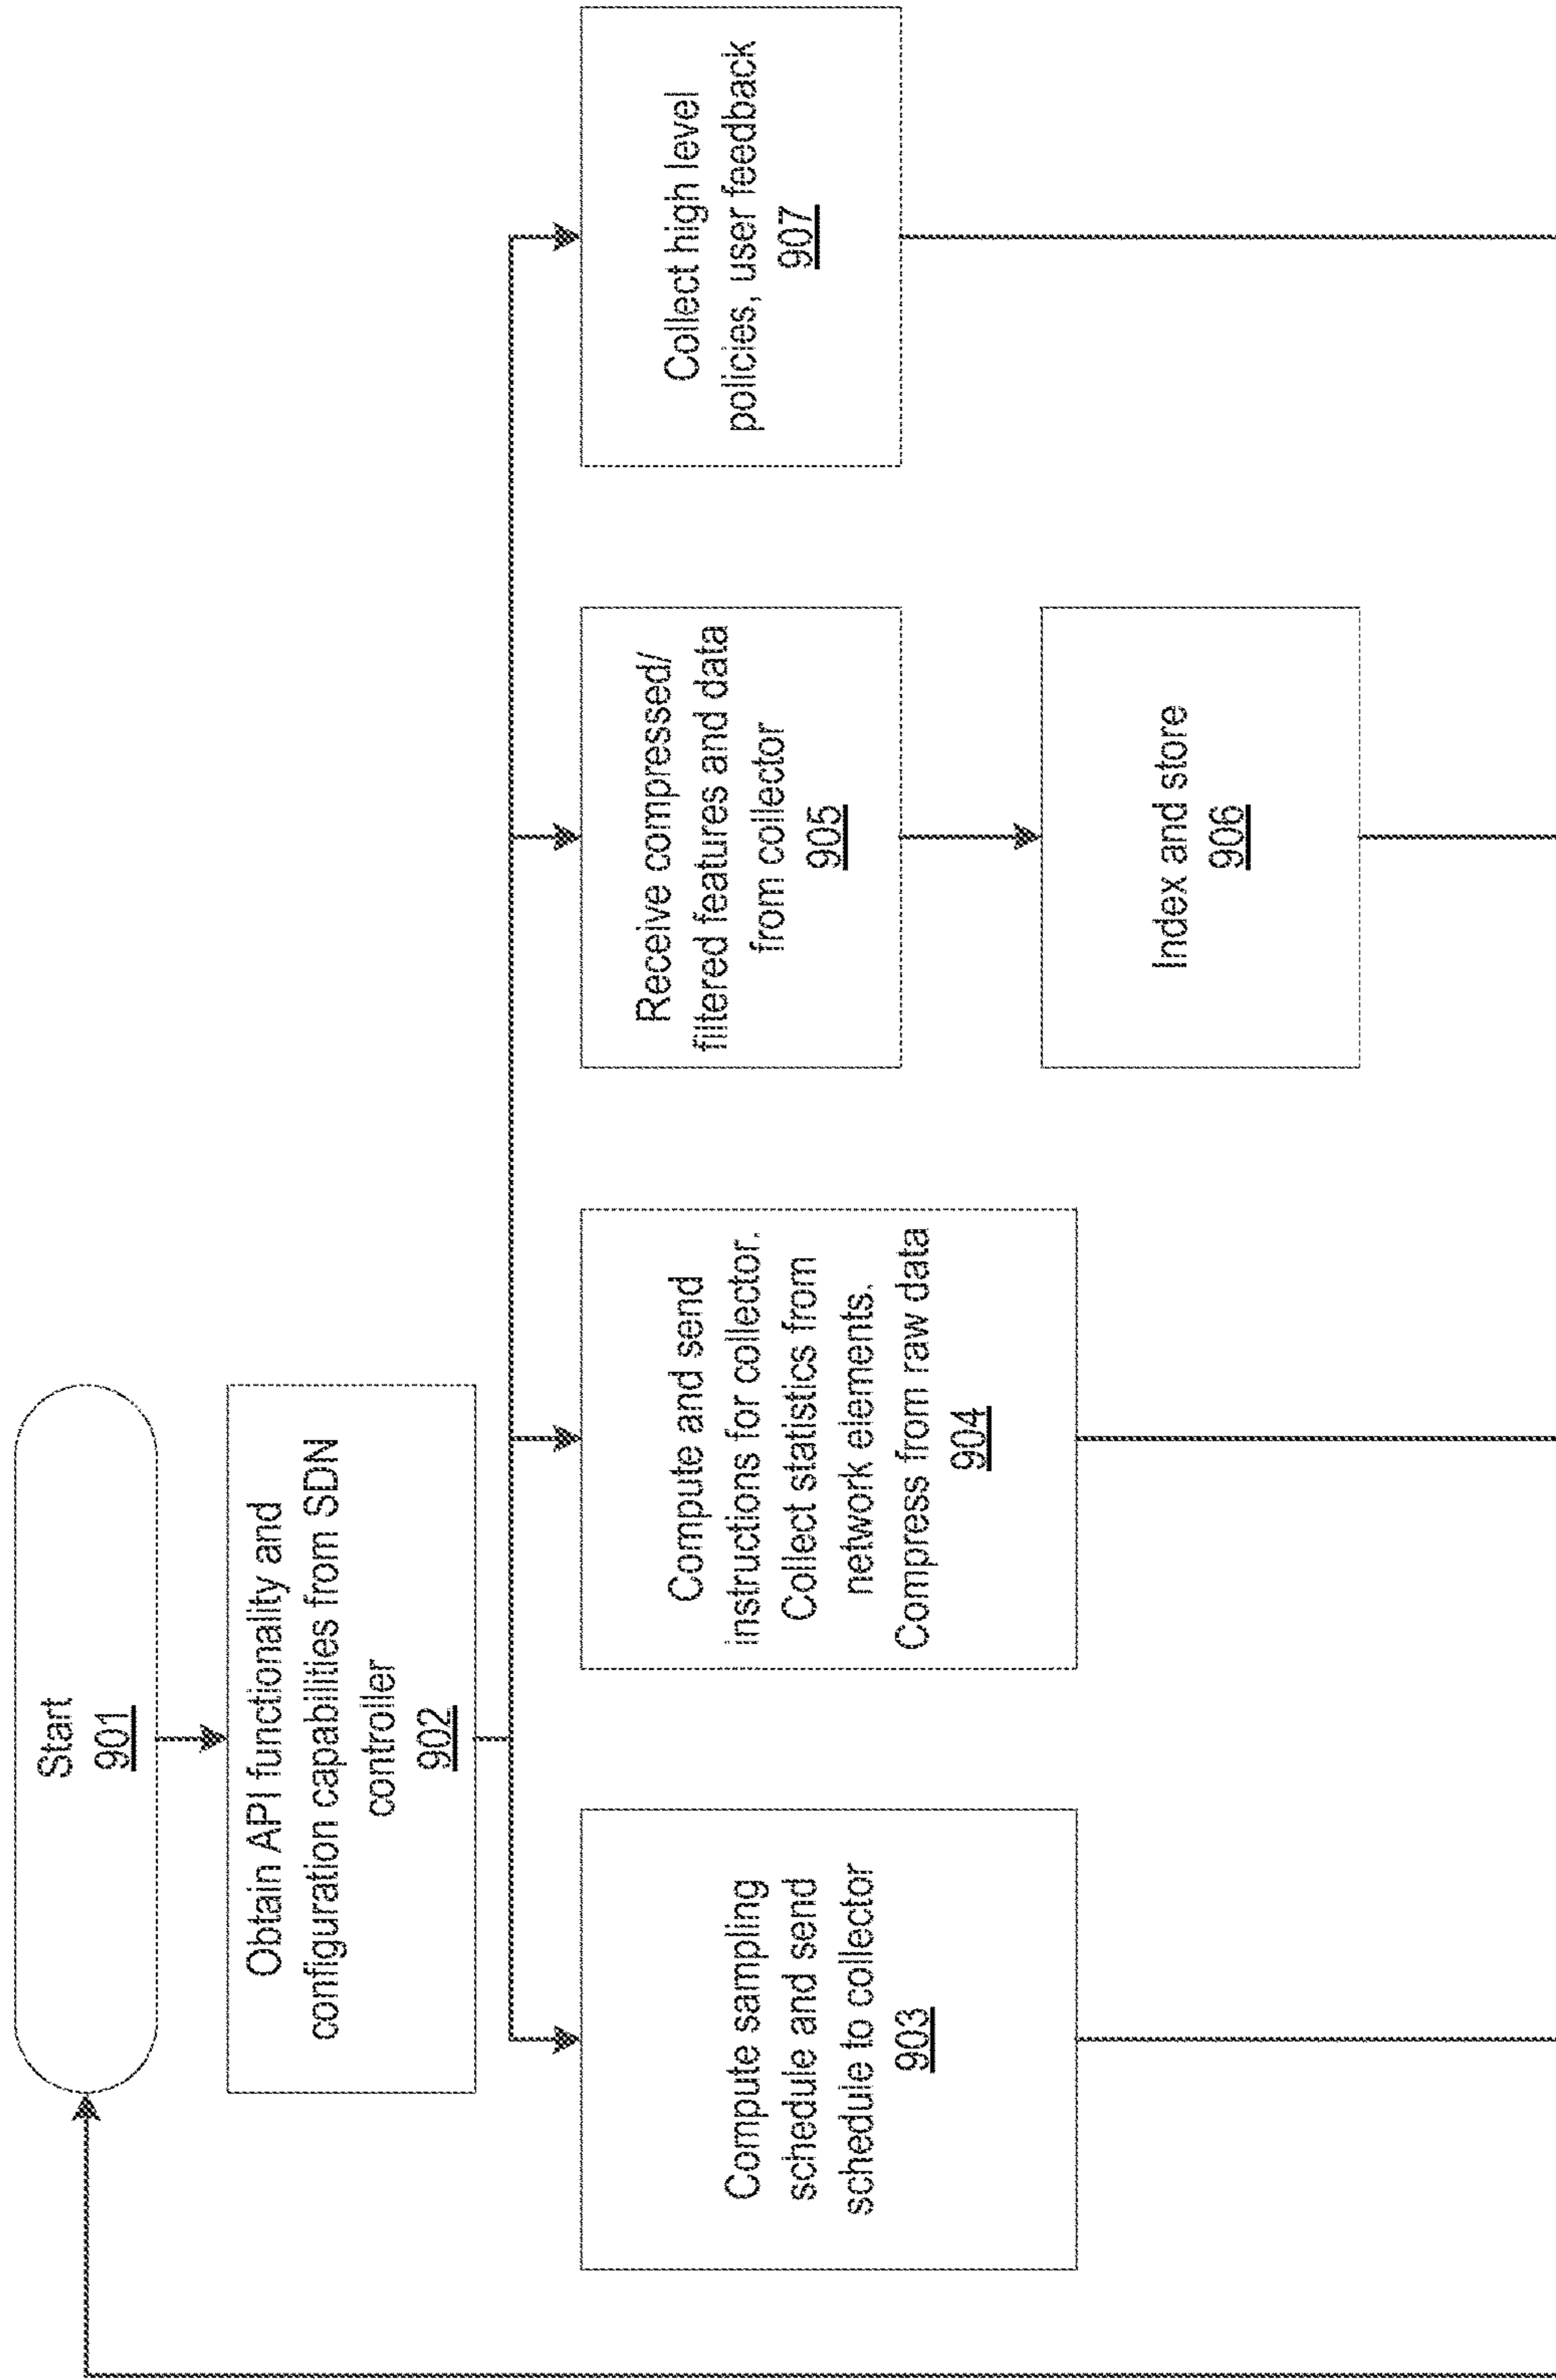 Start
901
Obtain API functionality and
configuration capabilities from SDN
controller
902
Compute sampling
schedule and send
schedule to collector
903
Compute and send
instructions for collector.
Collect statistics from
network elements.
Compress from raw data
904
Receive compressed/
filtered features and data
from collector
905
Index and store
906
Collect high level
policies, user feedback
907